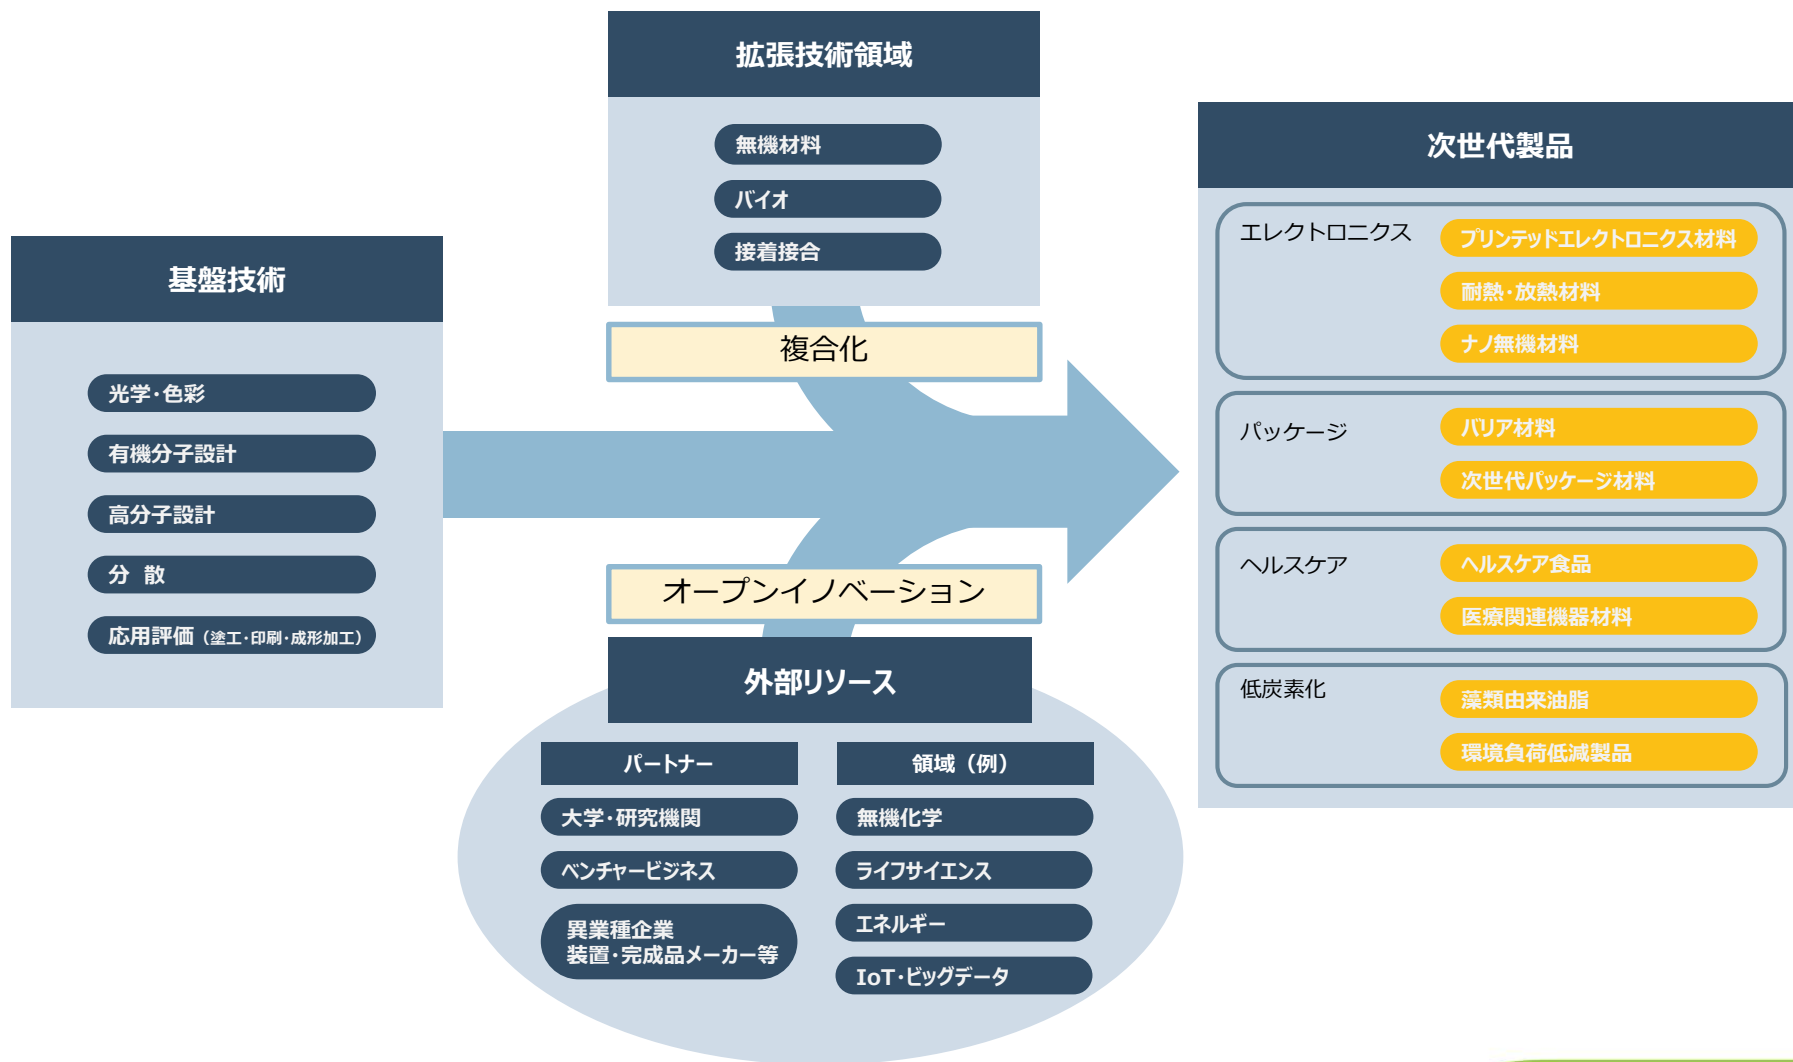 基盤技術
光学･色彩
有機分子設計
高分子設計
分 散
応用評価（塗工･印刷･成形加工）
拡張技術領域
無機材料
バイオ
接着接合
複合化
オープンイノベーション
外部リソース
パートナー
大学･研究機関
ベンチャービジネス
異業種企業
装置･完成品メーカー等
領域（例）
無機化学
ライフサイエンス
エネルギー
IoT･ビッグデータ
次世代製品
エレクトロニクス
プリンテッドエレクトロニクス材料
耐熱･放熱材料
ナノ無機材料
パッケージ
バリア材料
次世代パッケージ材料
ヘルスケア
ヘルスケア食品
医療関連機器材料
低炭素化
藻類由来油脂
環境負荷低減製品